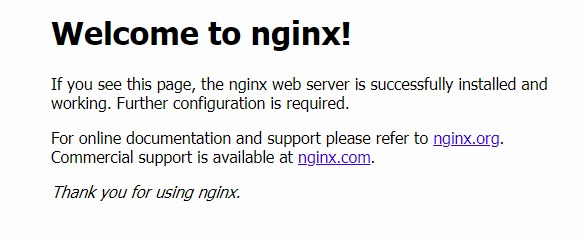 Welcome to nginx!
If you see this page, the nginx web server is successfully installed and
working. Further configuration is required.
For online documentation and support please refer to nginx.org.
Commercial support is available at nginx.com.
Thank you for using nginx.